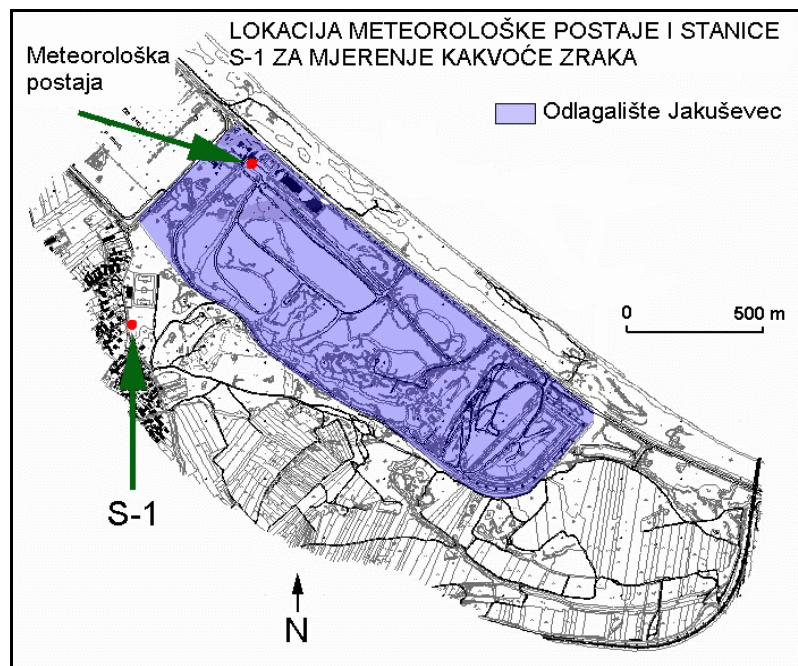 LOKACIJA METEOROLOŠKE POSTAJE I STANICE
S-1 ZA MJERENJE KAKVOĆE ZRAKA
Meteorološka
postaja
Odlagalište Jakuševec
0 500 m
S-1
N